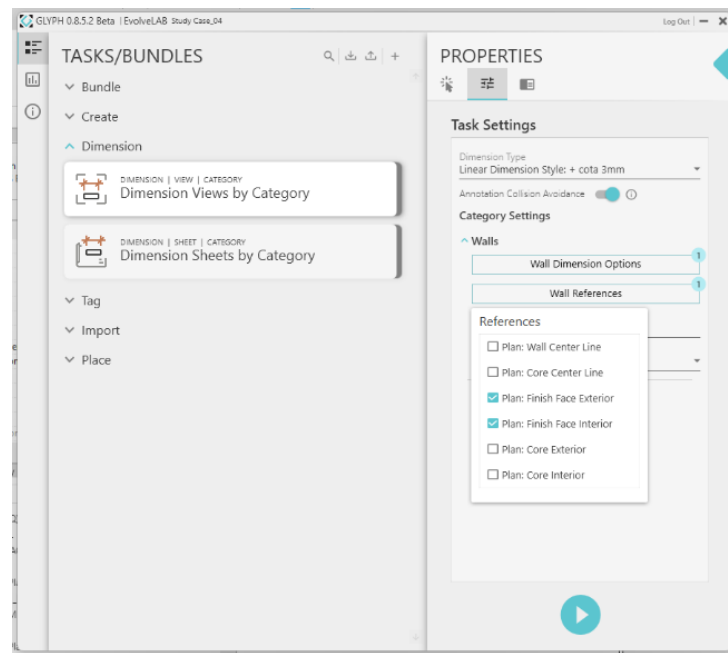 GLYPH 0.8.5.2 Beta | EvolveLAB Study Case_04
Log Out
TASKS/BUNDLES
Bundle
Create
Dimension
DIMENSION | VIEW | CATEGORY
Dimension Views by Category
DIMENSION | SHEET | CATEGORY
Dimension Sheets by Category
Tag
Import
Place
PROPERTIES
Task Settings
Dimension Type
Linear Dimension Style: + cota 3mm
Annotation Collision Avoidance
Category Settings
Walls
1
Wall Dimension Options
1
Wall References
References
Plan: Wall Center Line
Plan: Core Center Line
Plan: Finish Face Exterior
Plan: Finish Face Interior
Plan: Core Exterior
Plan: Core Interior